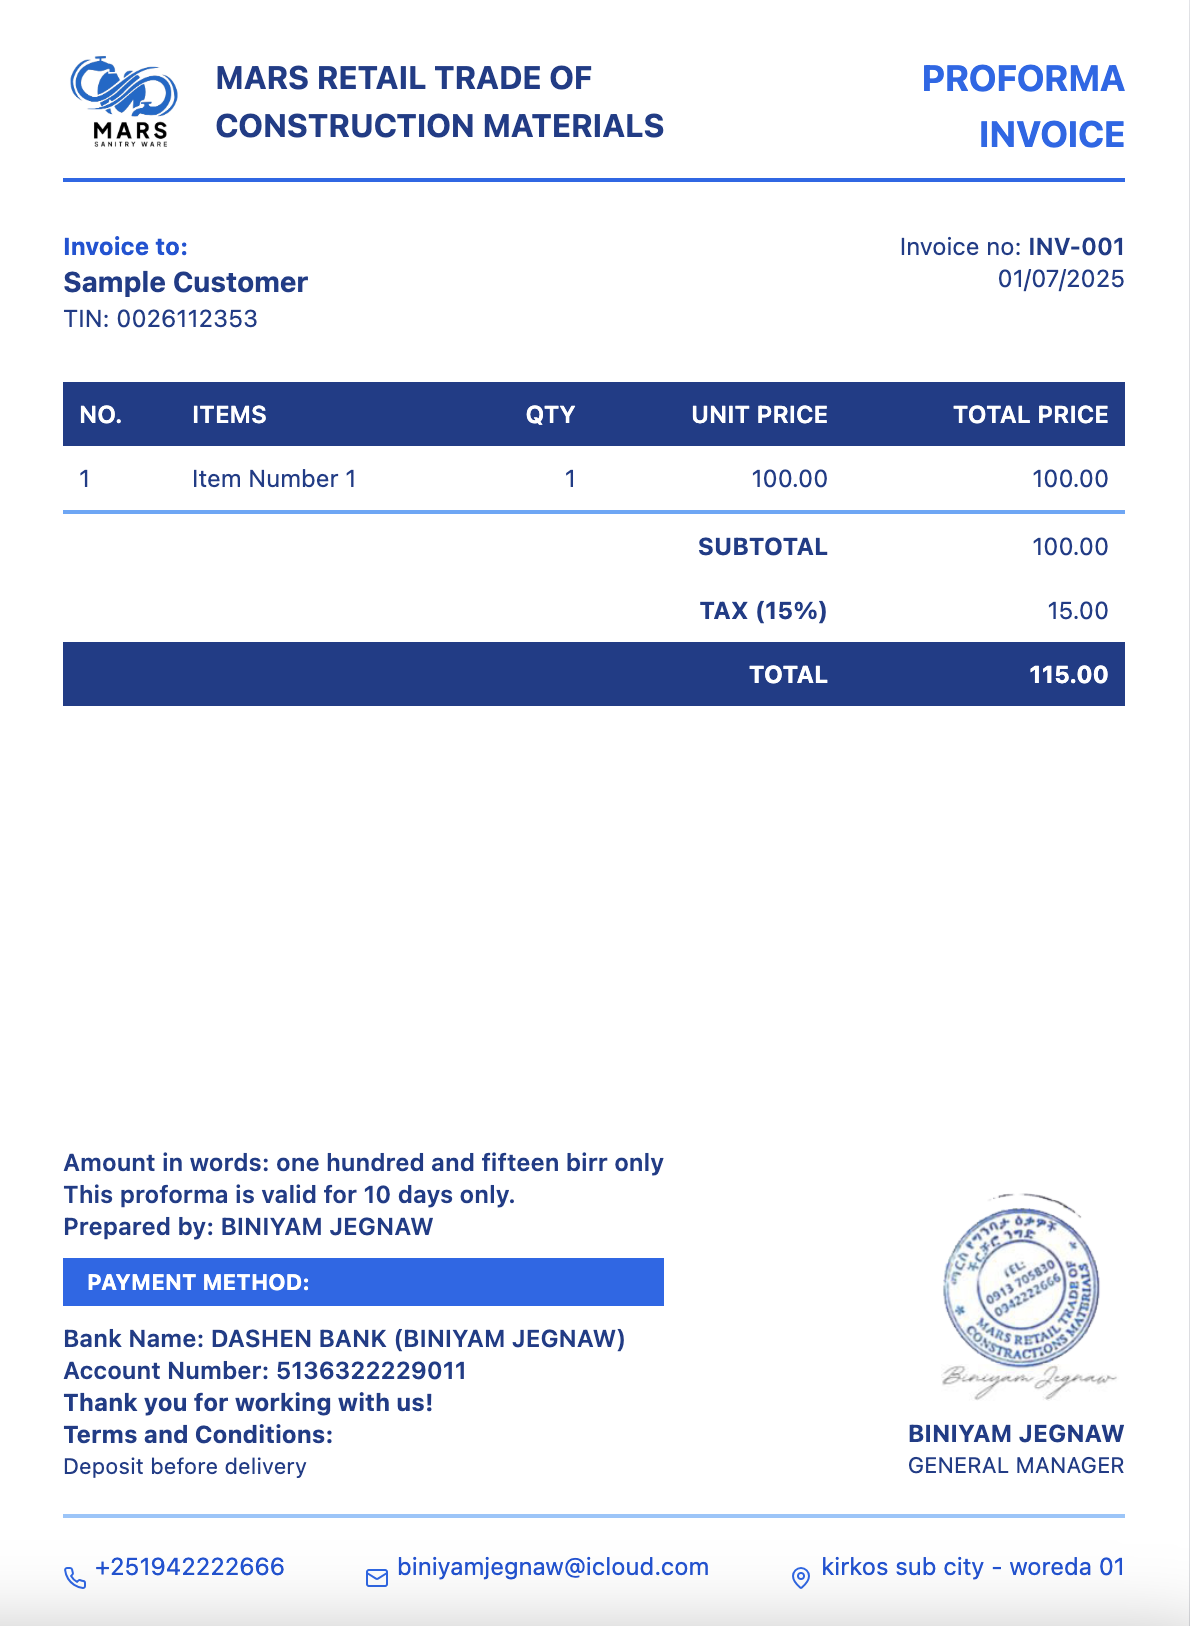 MARS
SANITRY WARE
MARS RETAIL TRADE OF
CONSTRUCTION MATERIALS
PROFORMA
INVOICE
Invoice to:
Sample Customer
TIN: 0026112353
Invoice no: INV-001
01/07/2025
NO. ITEMS QTY UNIT PRICE TOTAL PRICE
1 Item Number 1 1 100.00 100.00
SUBTOTAL 100.00
TAX (15%) 15.00
TOTAL 115.00
Amount in words: one hundred and fifteen birr only
This proforma is valid for 10 days only.
Prepared by: BINIYAM JEGNAW
PAYMENT METHOD:
Bank Name: DASHEN BANK (BINIYAM JEGNAW)
Account Number: 5136322229011
Thank you for working with us!
Terms and Conditions:
Deposit before delivery
ማርስ የግንባታ ዕቃዎች
ችርቻሮ ንግድ
TEL:
0913 705830
0942222666
MARS RETAIL TRADE OF
CONSTRACTIONS MATERIALS
Biniyam Jegnaw
BINIYAM JEGNAW
GENERAL MANAGER
+251942222666
biniyamjegnaw@icloud.com
kirkos sub city - woreda 01